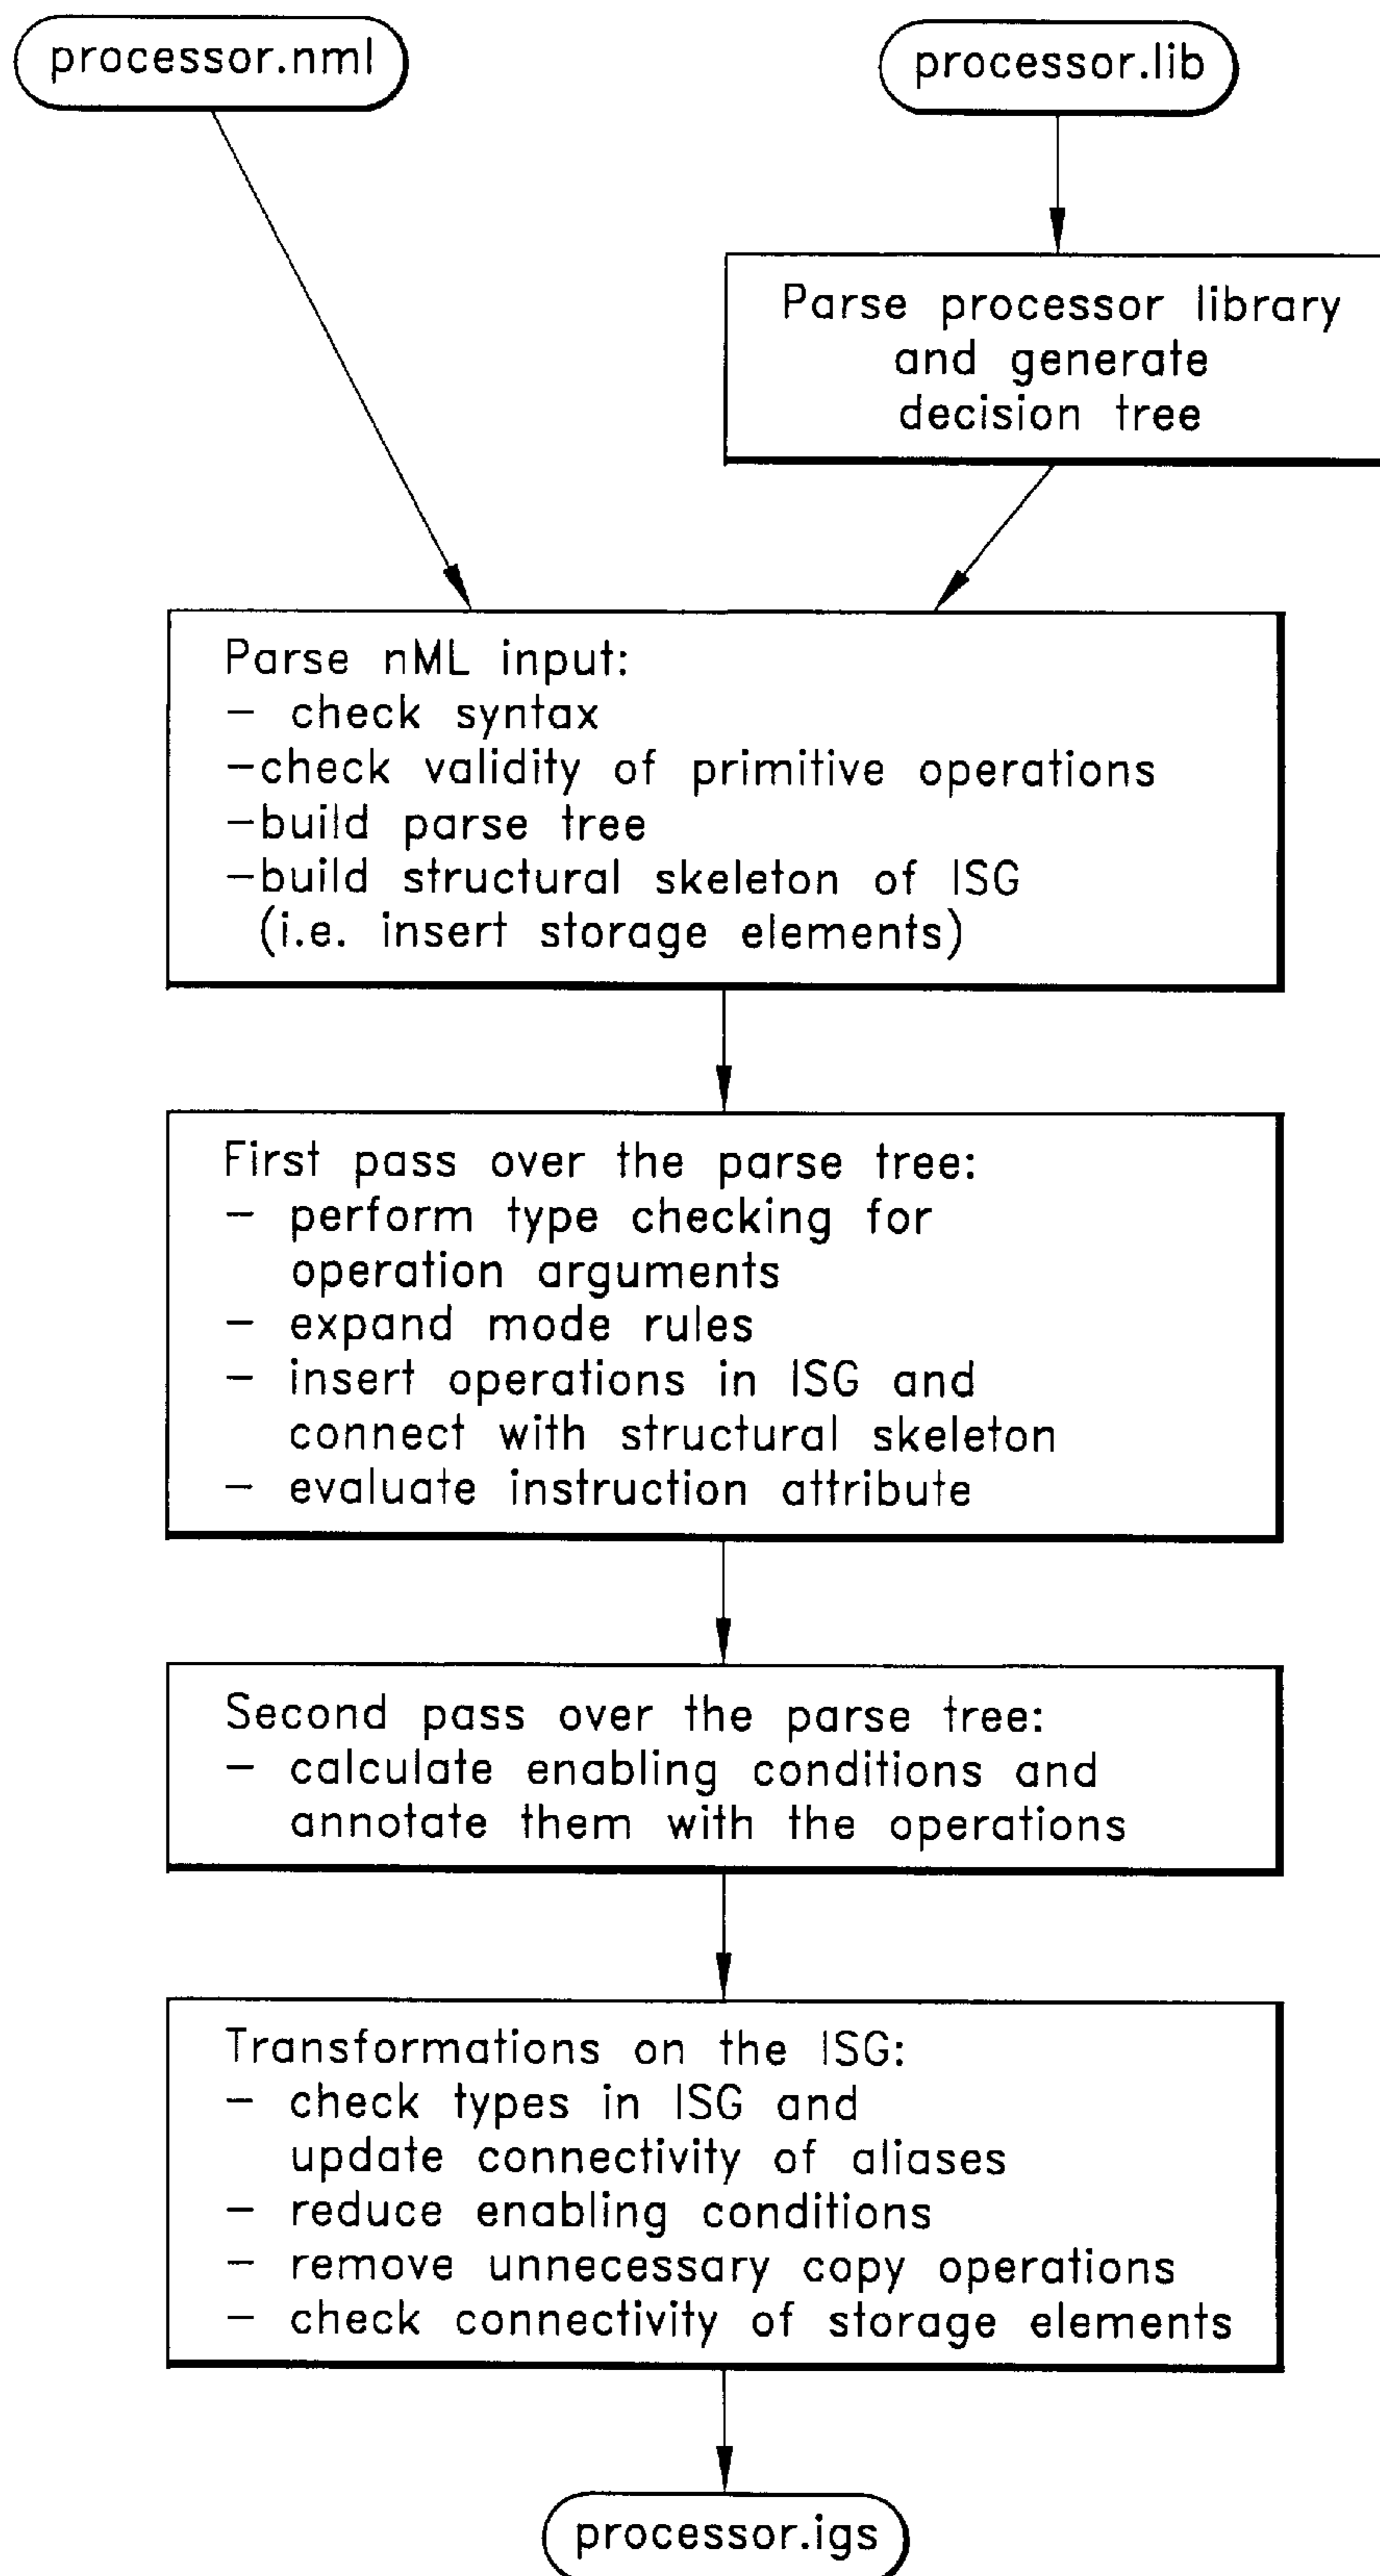 processor.nml
processor.lib
Parse processor library
and generate
decision tree
Parse nML input:
- check syntax
-check validity of primitive operations
-build parse tree
-build structural skeleton of ISG
(i.e. insert storage elements)
First pass over the parse tree:
- perform type checking for
operation arguments
- expand mode rules
- insert operations in ISG and
connect with structural skeleton
- evaluate instruction attribute
Second pass over the parse tree:
- calculate enabling conditions and
annotate them with the operations
Transformations on the ISG:
- check types in ISG and
update connectivity of aliases
- reduce enabling conditions
- remove unnecessary copy operations
- check connectivity of storage elements
processor.igs